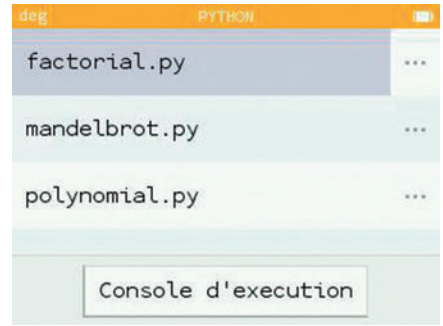 deg PYTHON
factorial.py
...
mandelbrot.py
...
polynomial.py
...
Console d'execution